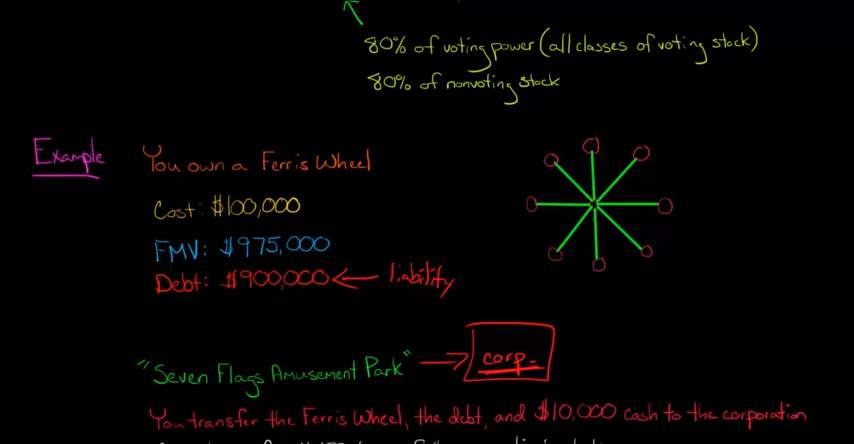 80% of voting power (all classes of voting stock)
80% of nonvoting stock
Example
You own a Ferris Wheel
Cost: $100,000
FMV: $975,000
Debt: $900,000 liability
"Seven Flags Amusement Park" corp.
You transfer the Ferris Wheel, the debt, and $10,000 cash to the corporation